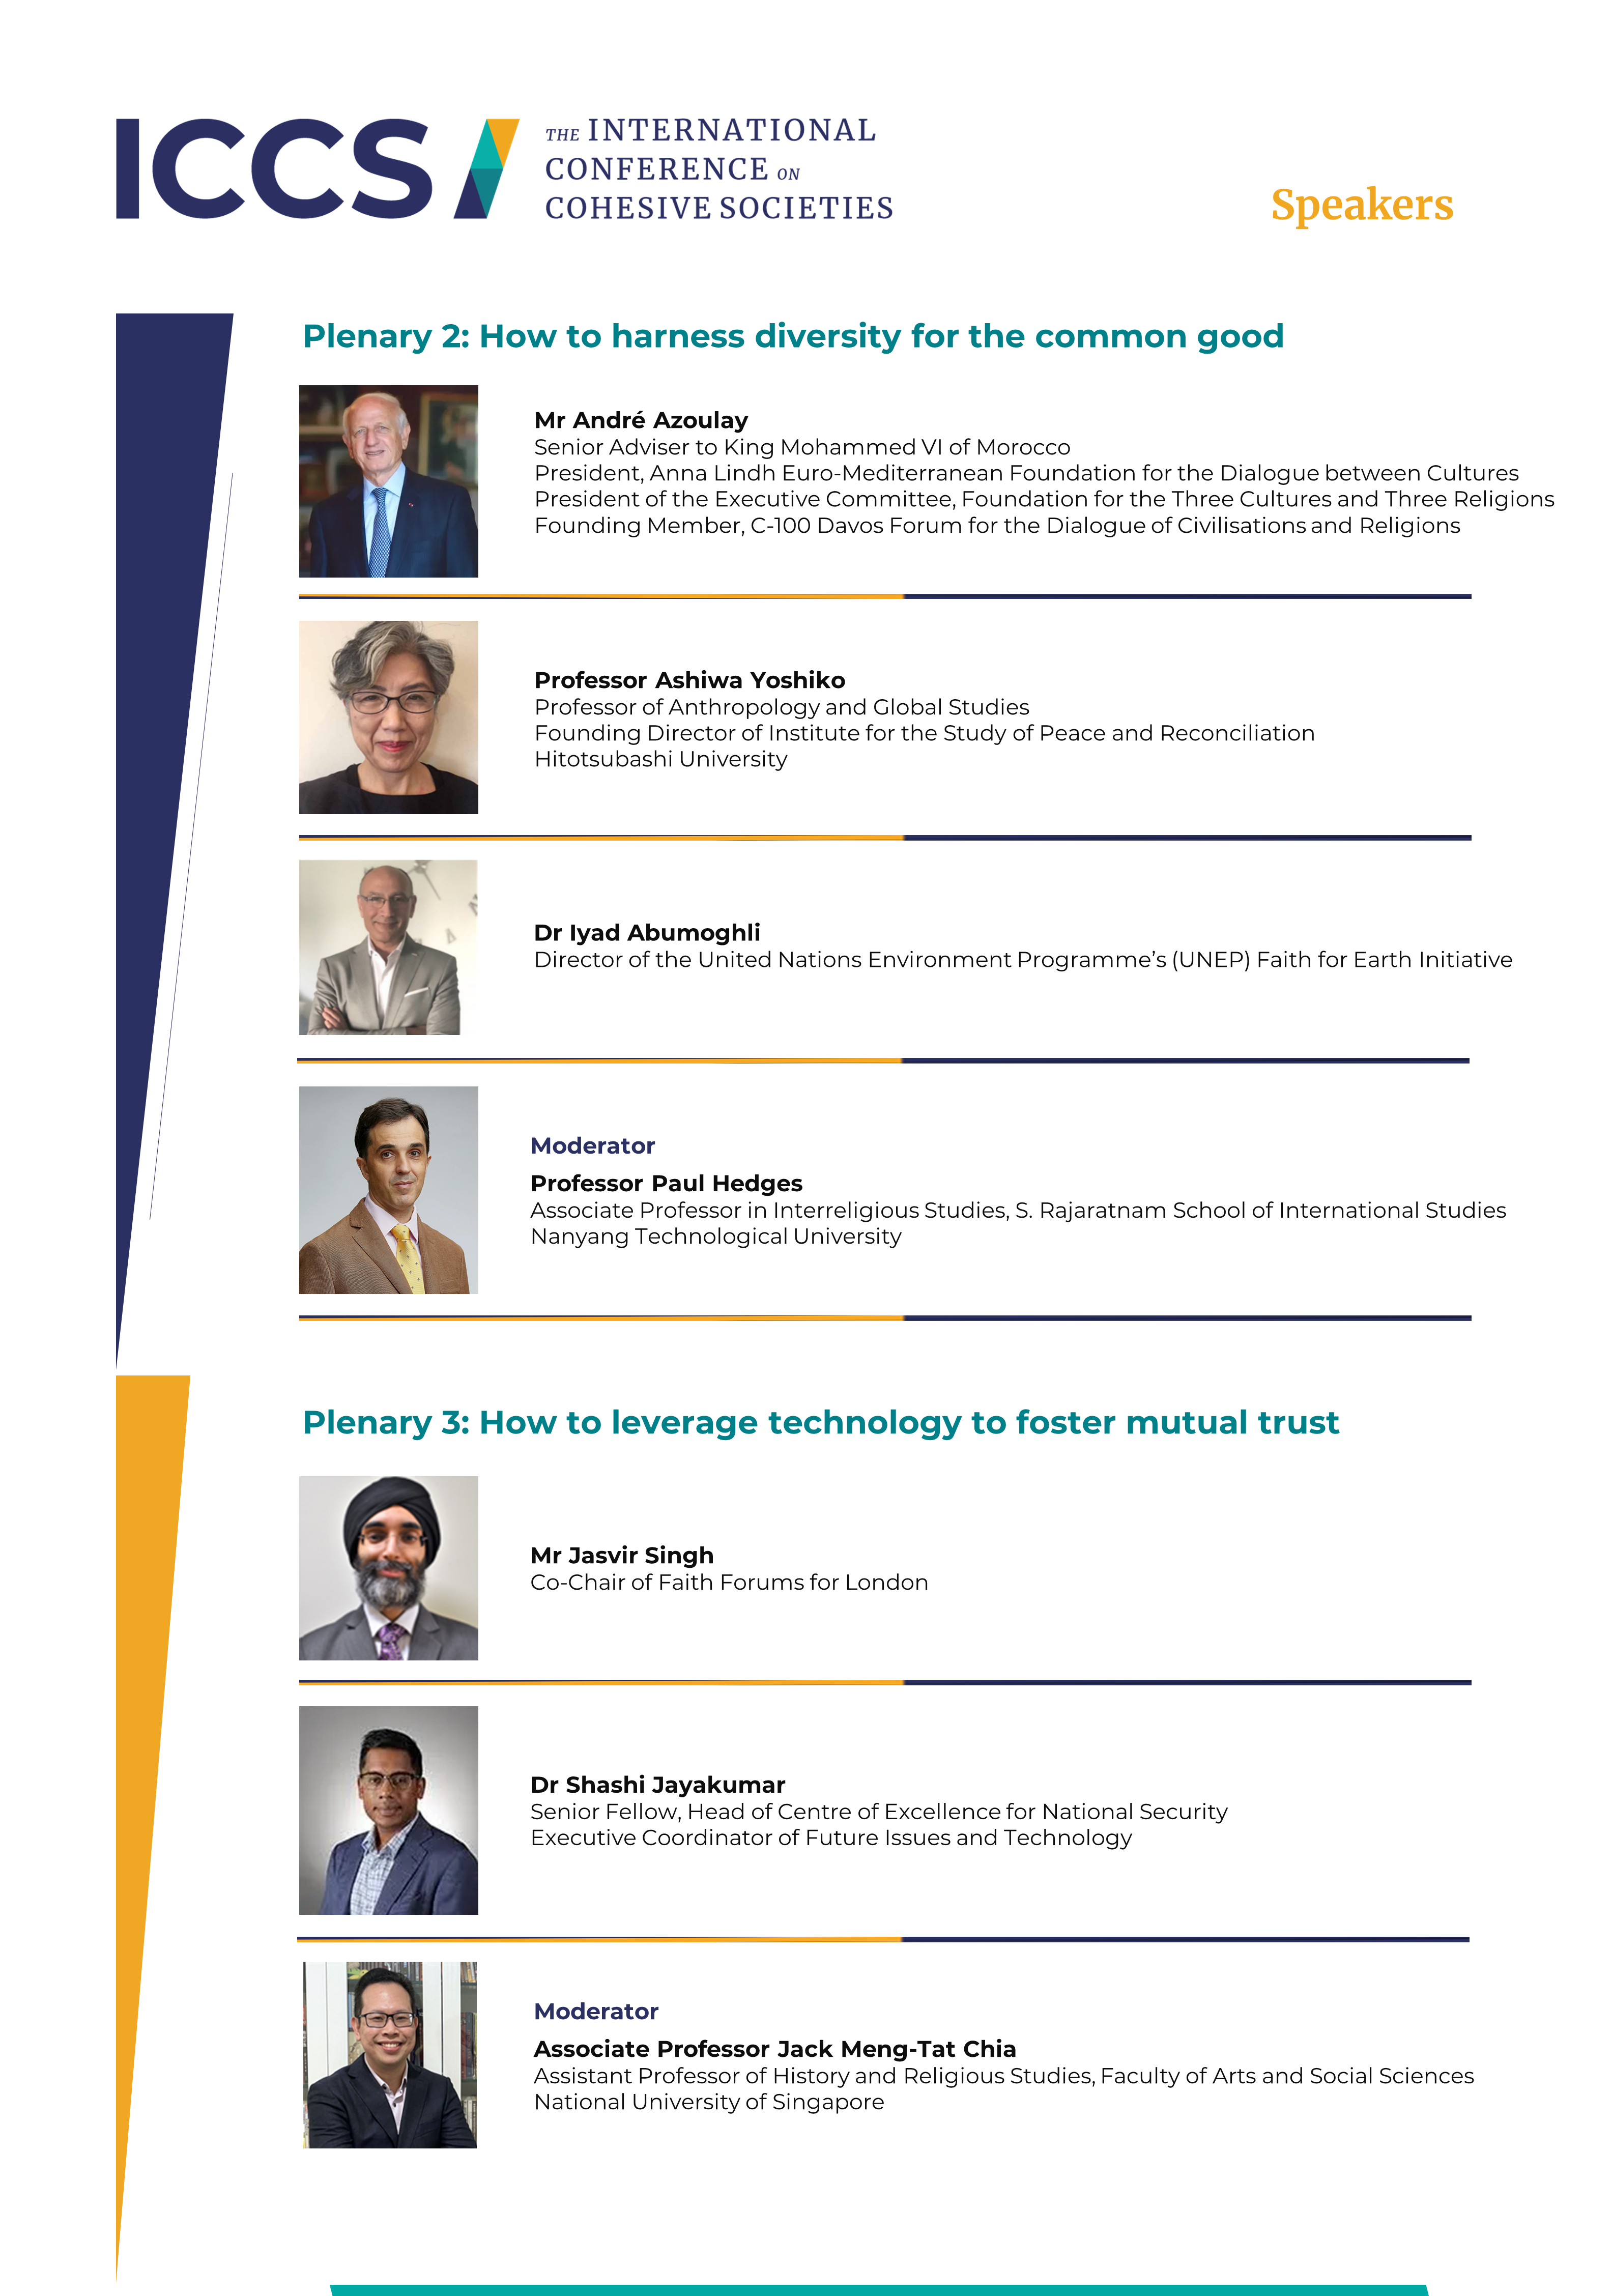 ICCS
THE INTERNATIONAL
CONFERENCE ON
COHESIVE SOCIETIES
Speakers
Plenary 2: How to harness diversity for the common good
Mr André Azoulay
Senior Adviser to King Mohammed VI of Morocco
President, Anna Lindh Euro-Mediterranean Foundation for the Dialogue between Cultures
President of the Executive Committee, Foundation for the Three Cultures and Three Religions
Founding Member, C-100 Davos Forum for the Dialogue of Civilisations and Religions
Professor Ashiwa Yoshiko
Professor of Anthropology and Global Studies
Founding Director of Institute for the Study of Peace and Reconciliation
Hitotsubashi University
Dr Iyad Abumoghli
Director of the United Nations Environment Programme’s (UNEP) Faith for Earth Initiative
Moderator
Professor Paul Hedges
Associate Professor in Interreligious Studies, S. Rajaratnam School of International Studies
Nanyang Technological University
Plenary 3: How to leverage technology to foster mutual trust
Mr Jasvir Singh
Co-Chair of Faith Forums for London
Dr Shashi Jayakumar
Senior Fellow, Head of Centre of Excellence for National Security
Executive Coordinator of Future Issues and Technology
Moderator
Associate Professor Jack Meng-Tat Chia
Assistant Professor of History and Religious Studies, Faculty of Arts and Social Sciences
National University of Singapore